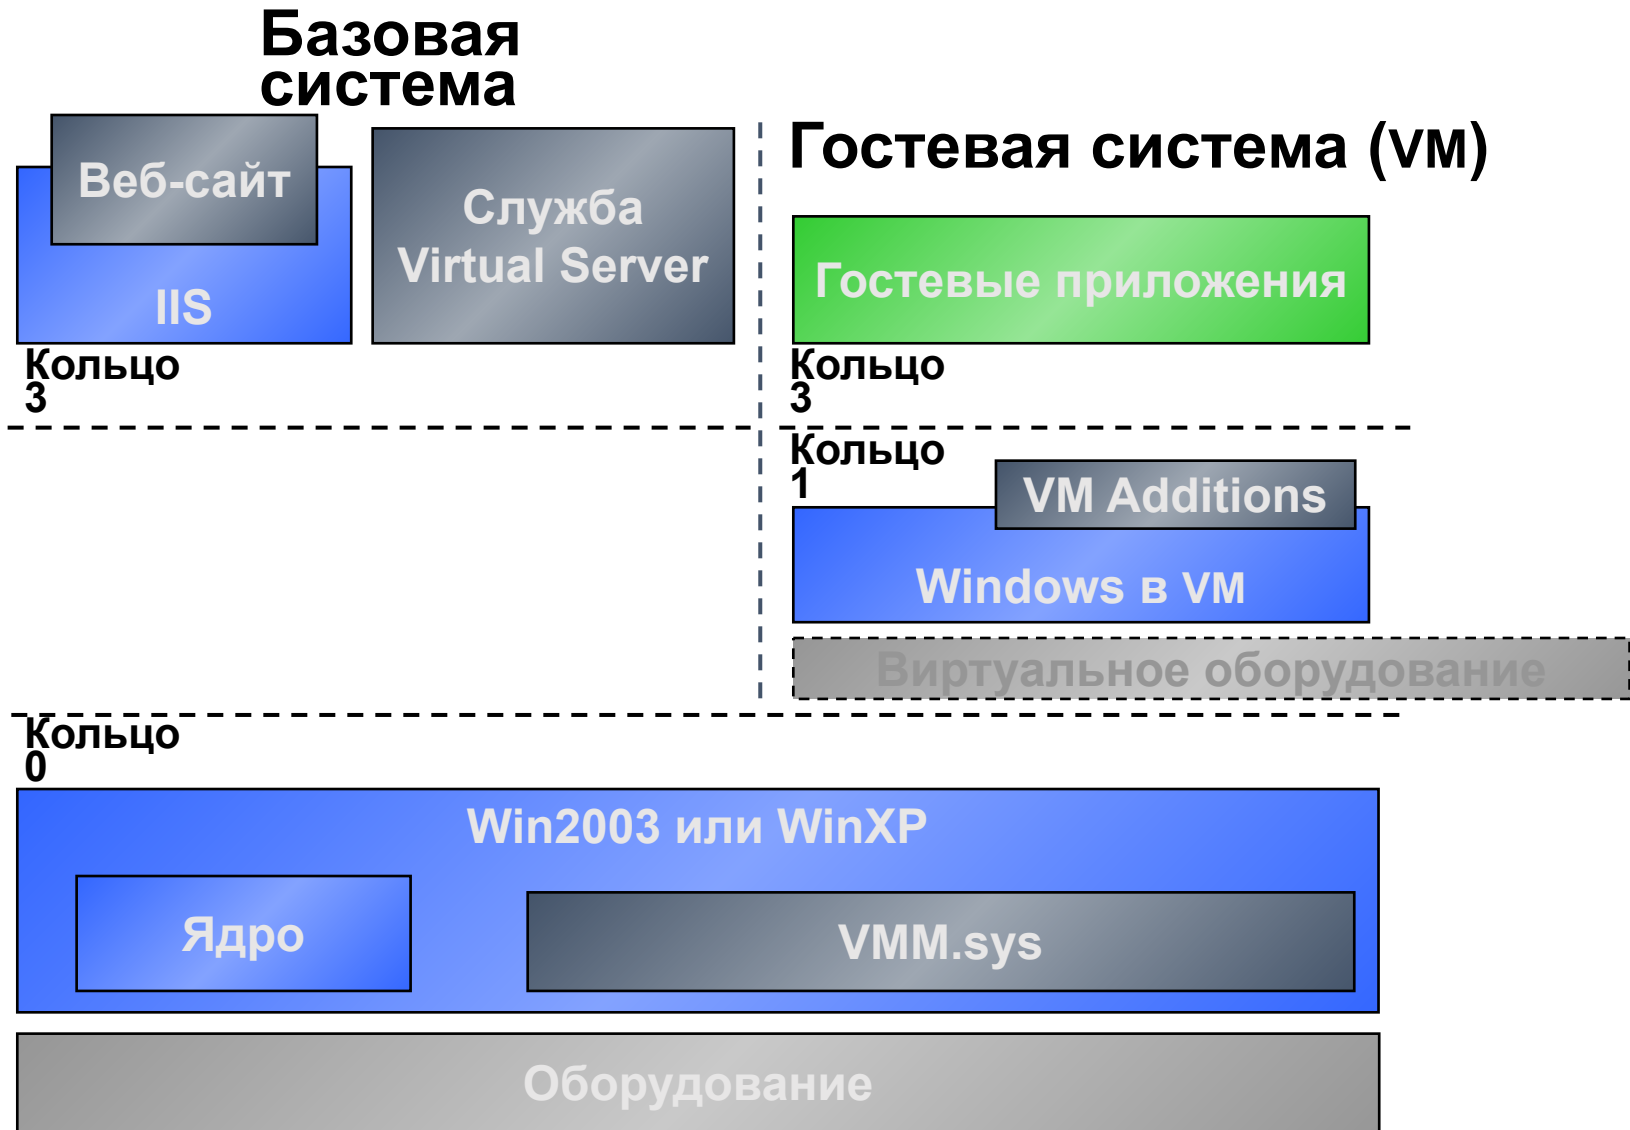 Базовая
система
Веб-сайт
IIS
Служба
Virtual Server
Кольцо
3
Гостевая система (VM)
Гостевые приложения
Кольцо
3
Кольцо
1
VM Additions
Windows в VM
Виртуальное оборудование
Кольцо
0
Win2003 или WinXP
Ядро
VMM.sys
Оборудование